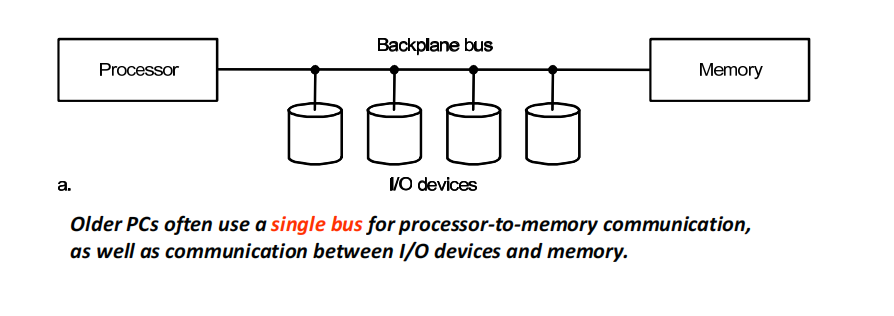 Backplane bus
Processor
Memory
a.
I/O devices
Older PCs often use a single bus for processor-to-memory communication,
as well as communication between I/O devices and memory.